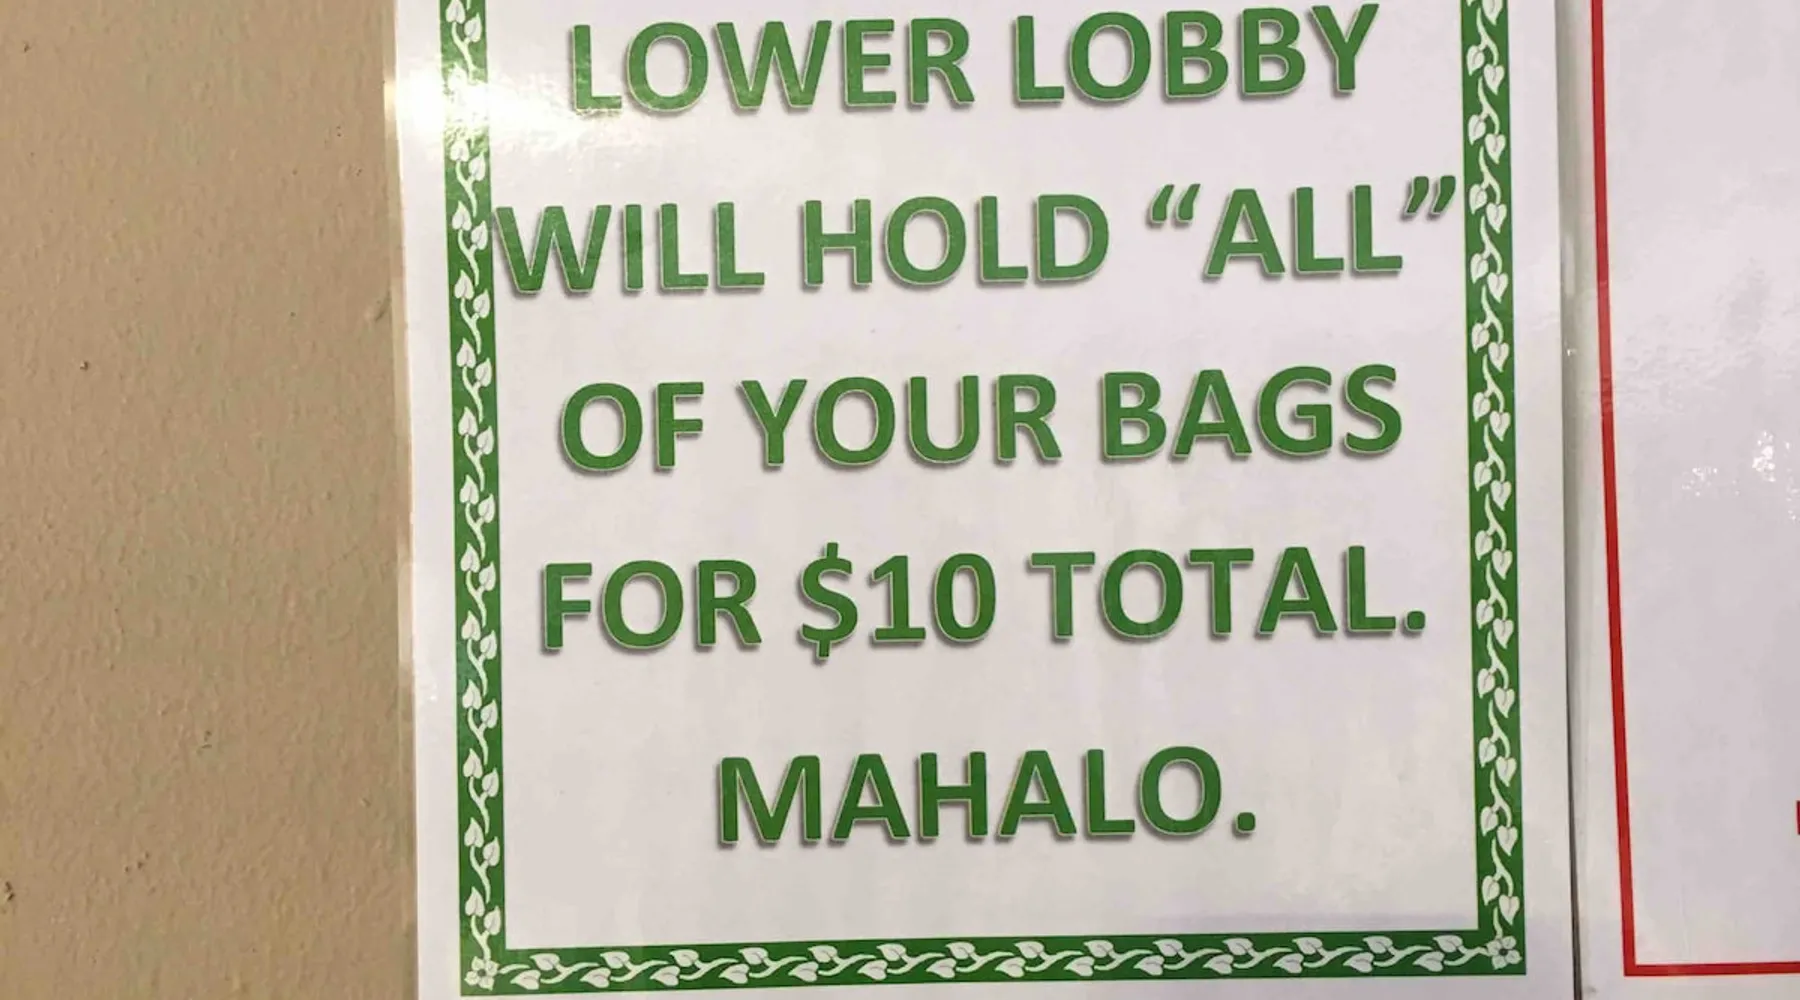 LOWER LOBBY
WILL HOLD “ALL”
OF YOUR BAGS
FOR $10 TOTAL.
MAHALO.